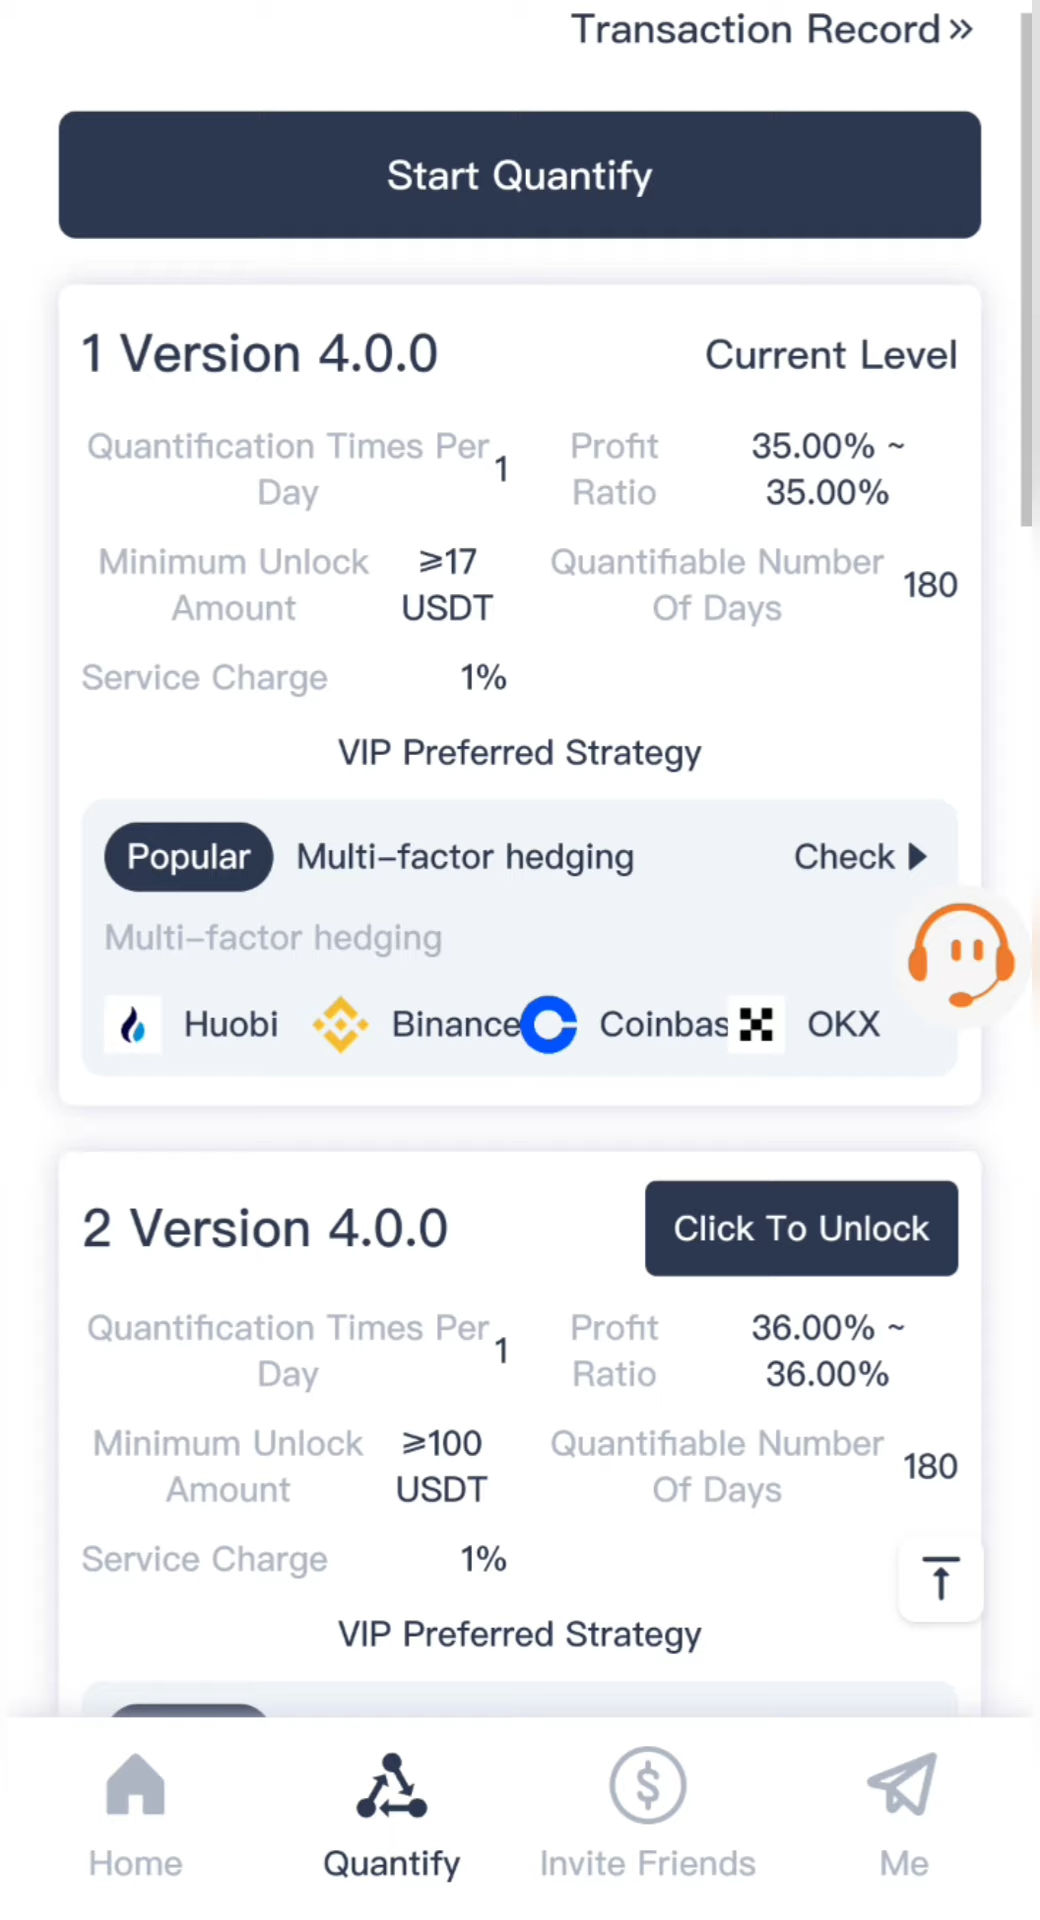 Transaction Record »
Start Quantify
1 Version 4.0.0
Current Level
Quantification Times Per Day 1
Profit Ratio 35.00% ~ 35.00%
Minimum Unlock Amount ≥17 USDT
Quantifiable Number Of Days 180
Service Charge 1%
VIP Preferred Strategy
Popular Multi-factor hedging Check
Multi-factor hedging
Huobi Binance Coinbas OKX
2 Version 4.0.0
Click To Unlock
Quantification Times Per Day 1
Profit Ratio 36.00% ~ 36.00%
Minimum Unlock Amount ≥100 USDT
Quantifiable Number Of Days 180
Service Charge 1%
VIP Preferred Strategy
Home Quantify Invite Friends Me